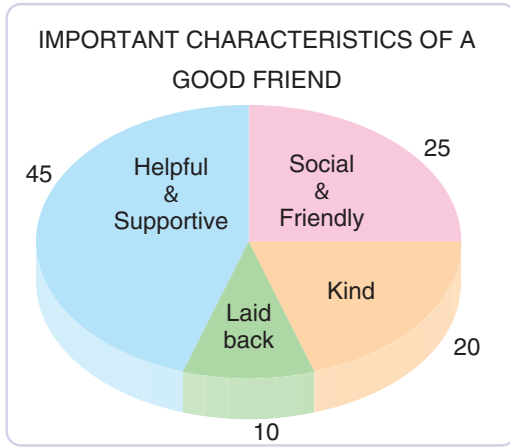 IMPORTANT CHARACTERISTICS OF A
GOOD FRIEND
45
Helpful
&
Supportive
Social
&
Friendly
25
Kind
20
Laid
back
10